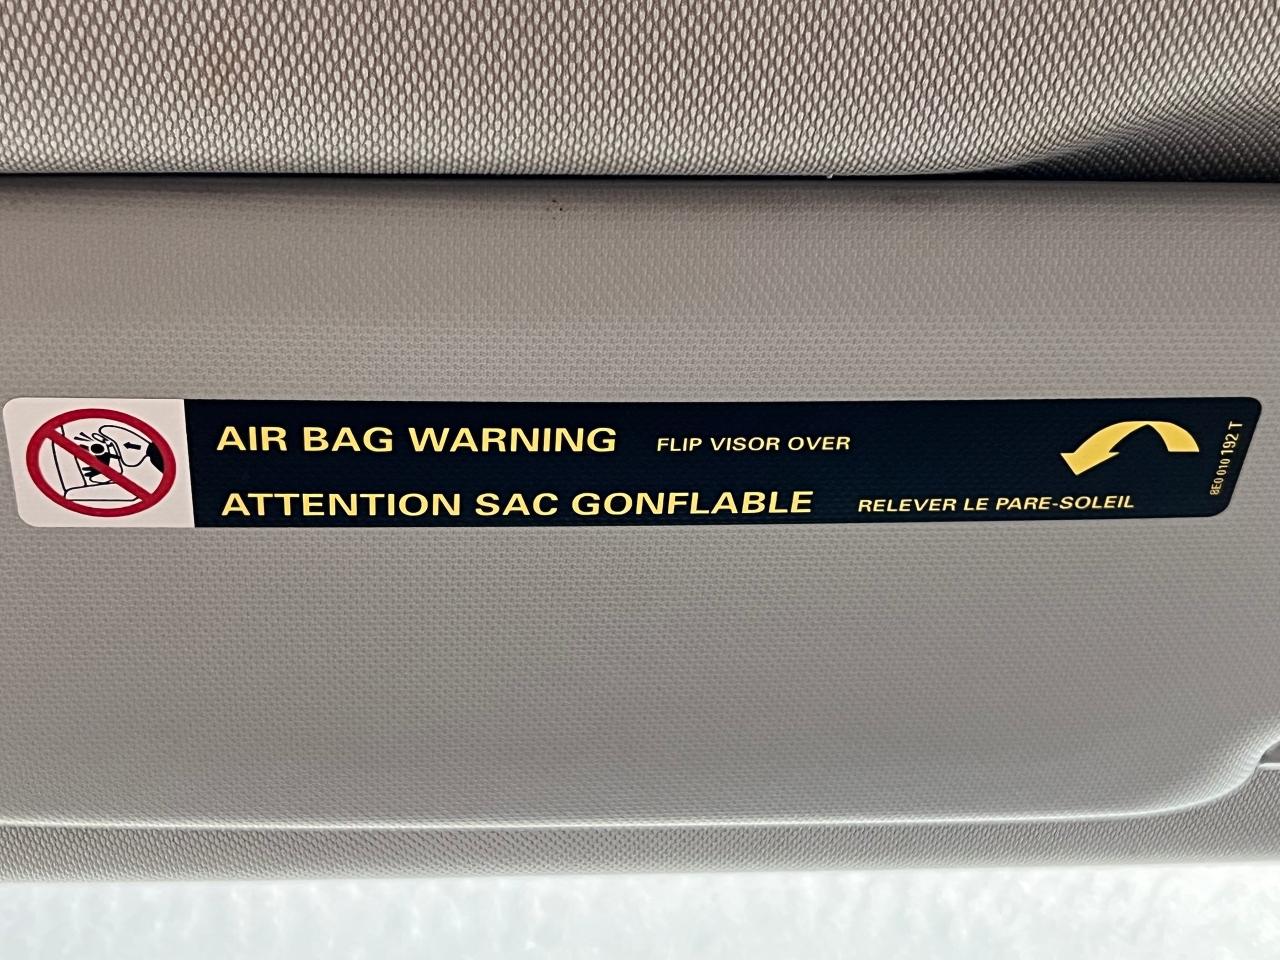 AIR BAG WARNING FLIP VISOR OVER
ATTENTION SAC GONFLABLE RELEVER LE PARE-SOLEIL
8E0 010 192 T